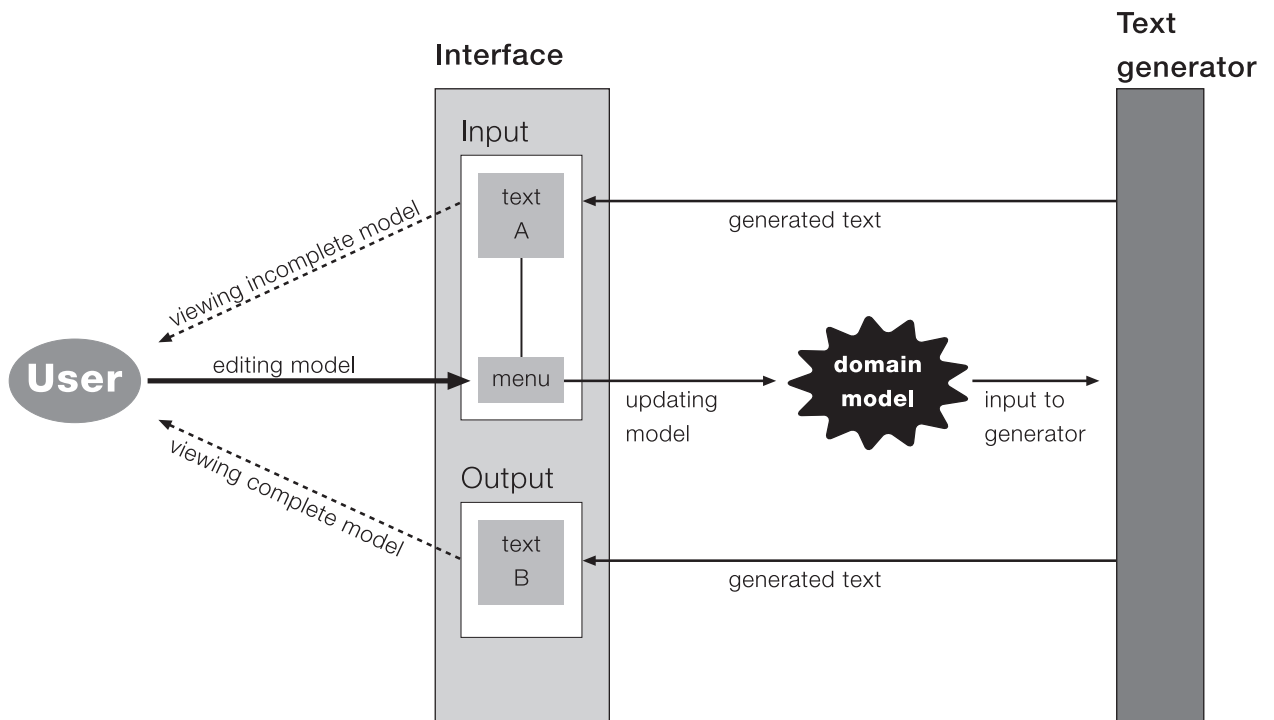 Text
generator
Interface
Input
text
A
generated text
viewing incomplete model
User
editing model
menu
updating
model
domain
model
input to
generator
viewing complete model
Output
text
B
generated text